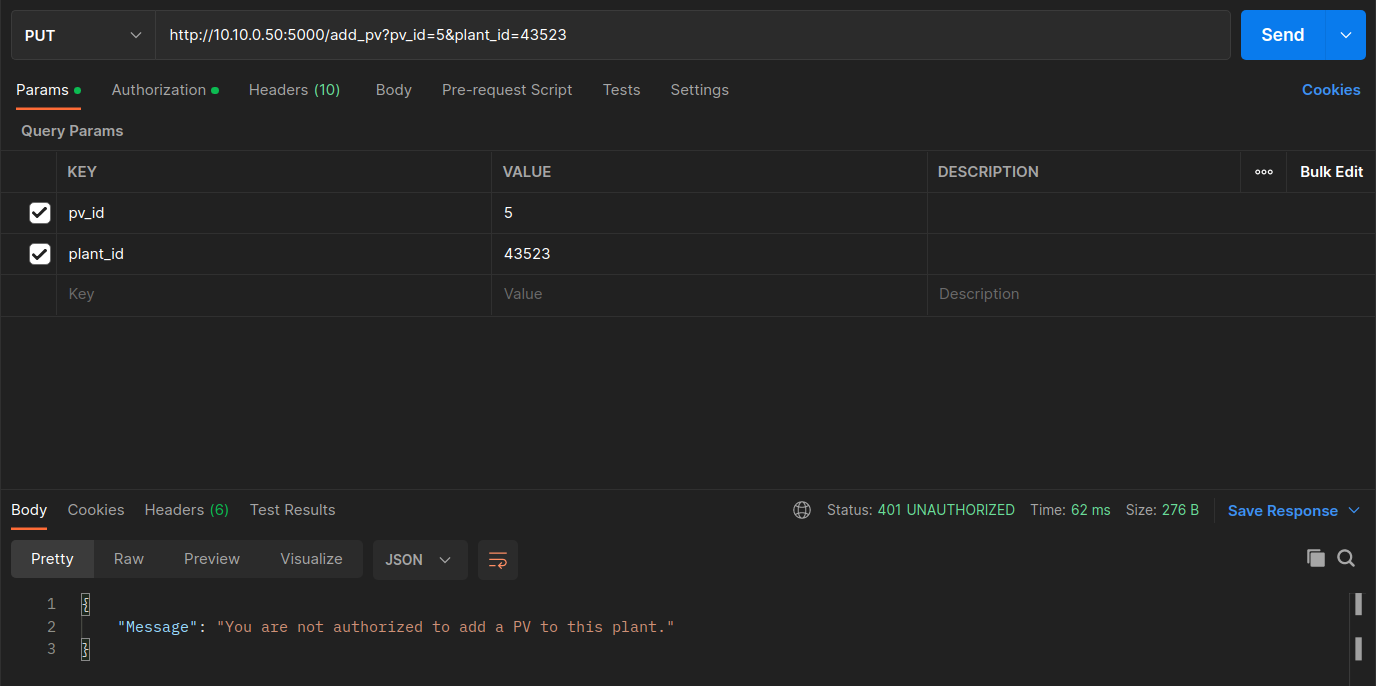 PUT http://10.10.0.50:5000/add_pv?pv_id=5&plant_id=43523 Send
Params Authorization Headers (10) Body Pre-request Script Tests Settings Cookies
Query Params
KEY VALUE DESCRIPTION Bulk Edit
pv_id 5
plant_id 43523
Key Value Description
Body Cookies Headers (6) Test Results Status: 401 UNAUTHORIZED Time: 62 ms Size: 276 B Save Response
Pretty Raw Preview Visualize JSON
1 {
2 "Message": "You are not authorized to add a PV to this plant."
3 }